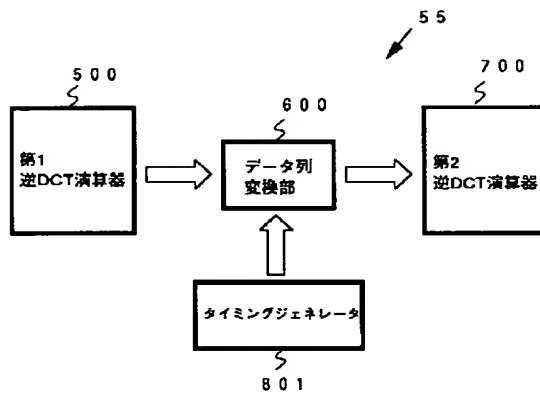 ５５
５００
６００
７００
第1
逆DCT演算器
データ列
変換部
第2
逆DCT演算器
タイミングジェネレータ
８０１